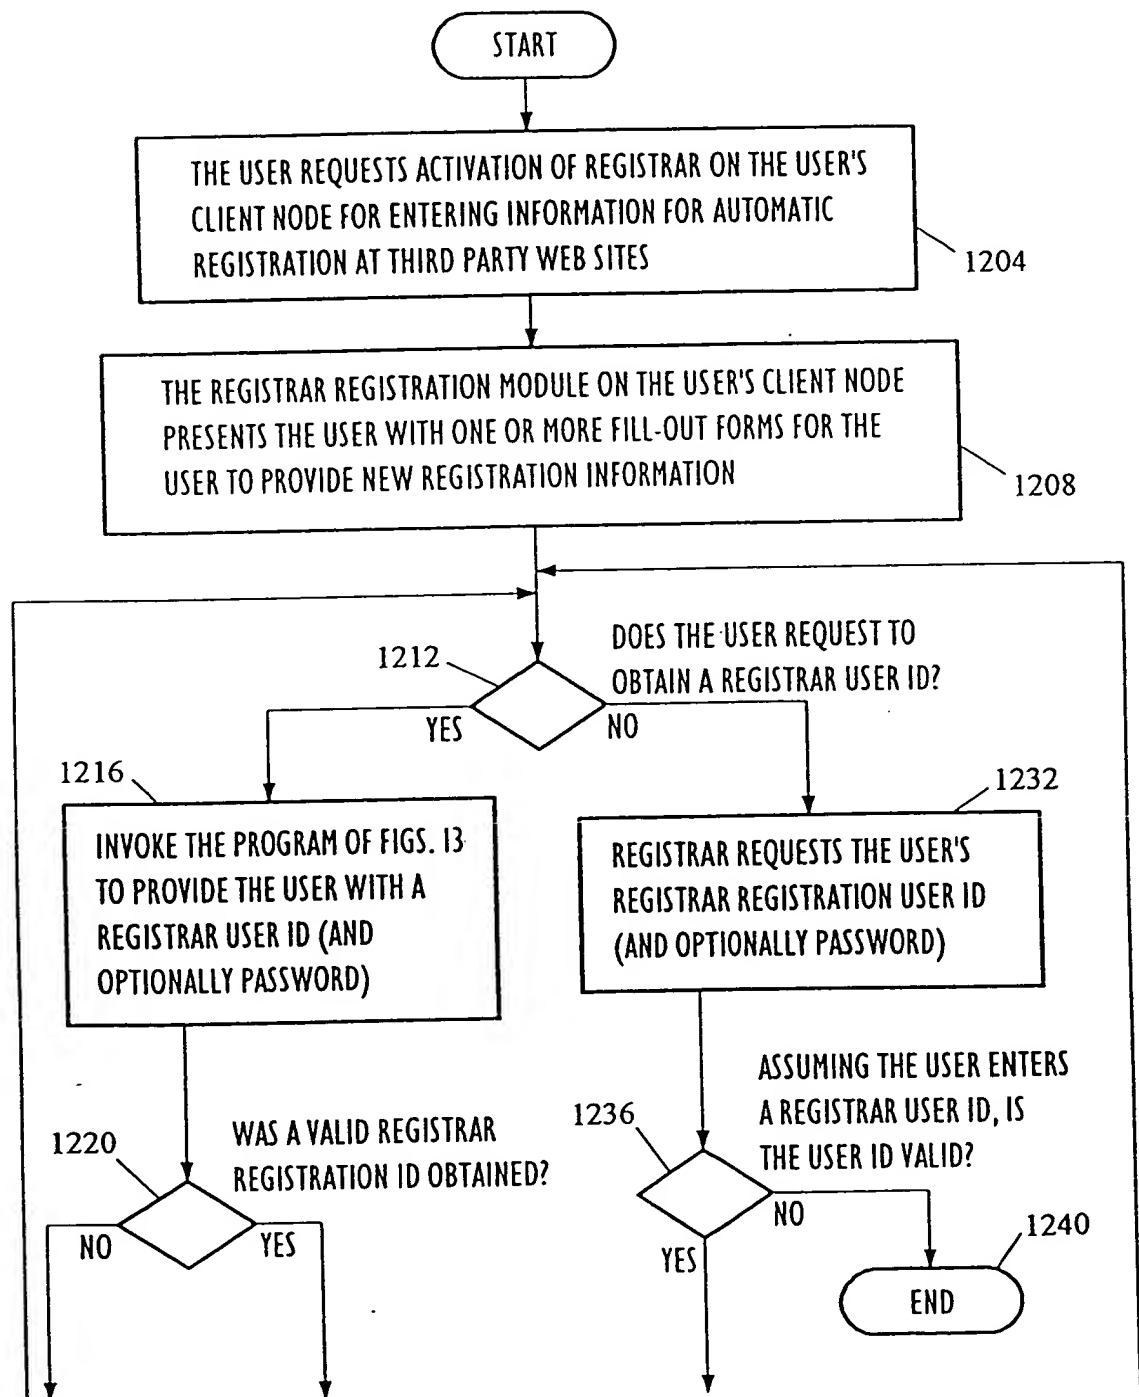 START
THE USER REQUESTS ACTIVATION OF REGISTRAR ON THE USER'S
CLIENT NODE FOR ENTERING INFORMATION FOR AUTOMATIC
REGISTRATION AT THIRD PARTY WEB SITES
1204
THE REGISTRAR REGISTRATION MODULE ON THE USER'S CLIENT NODE
PRESENTS THE USER WITH ONE OR MORE FILL-OUT FORMS FOR THE
USER TO PROVIDE NEW REGISTRATION INFORMATION
1208
1212
DOES THE USER REQUEST TO
OBTAIN A REGISTRAR USER ID?
YES
NO
1216
INVOKE THE PROGRAM OF FIGS. 13
TO PROVIDE THE USER WITH A
REGISTRAR USER ID (AND
OPTIONALLY PASSWORD)
1232
REGISTRAR REQUESTS THE USER'S
REGISTRAR REGISTRATION USER ID
(AND OPTIONALLY PASSWORD)
1220
WAS A VALID REGISTRAR
REGISTRATION ID OBTAINED?
NO
YES
1236
ASSUMING THE USER ENTERS
A REGISTRAR USER ID, IS
THE USER ID VALID?
NO
YES
1240
END